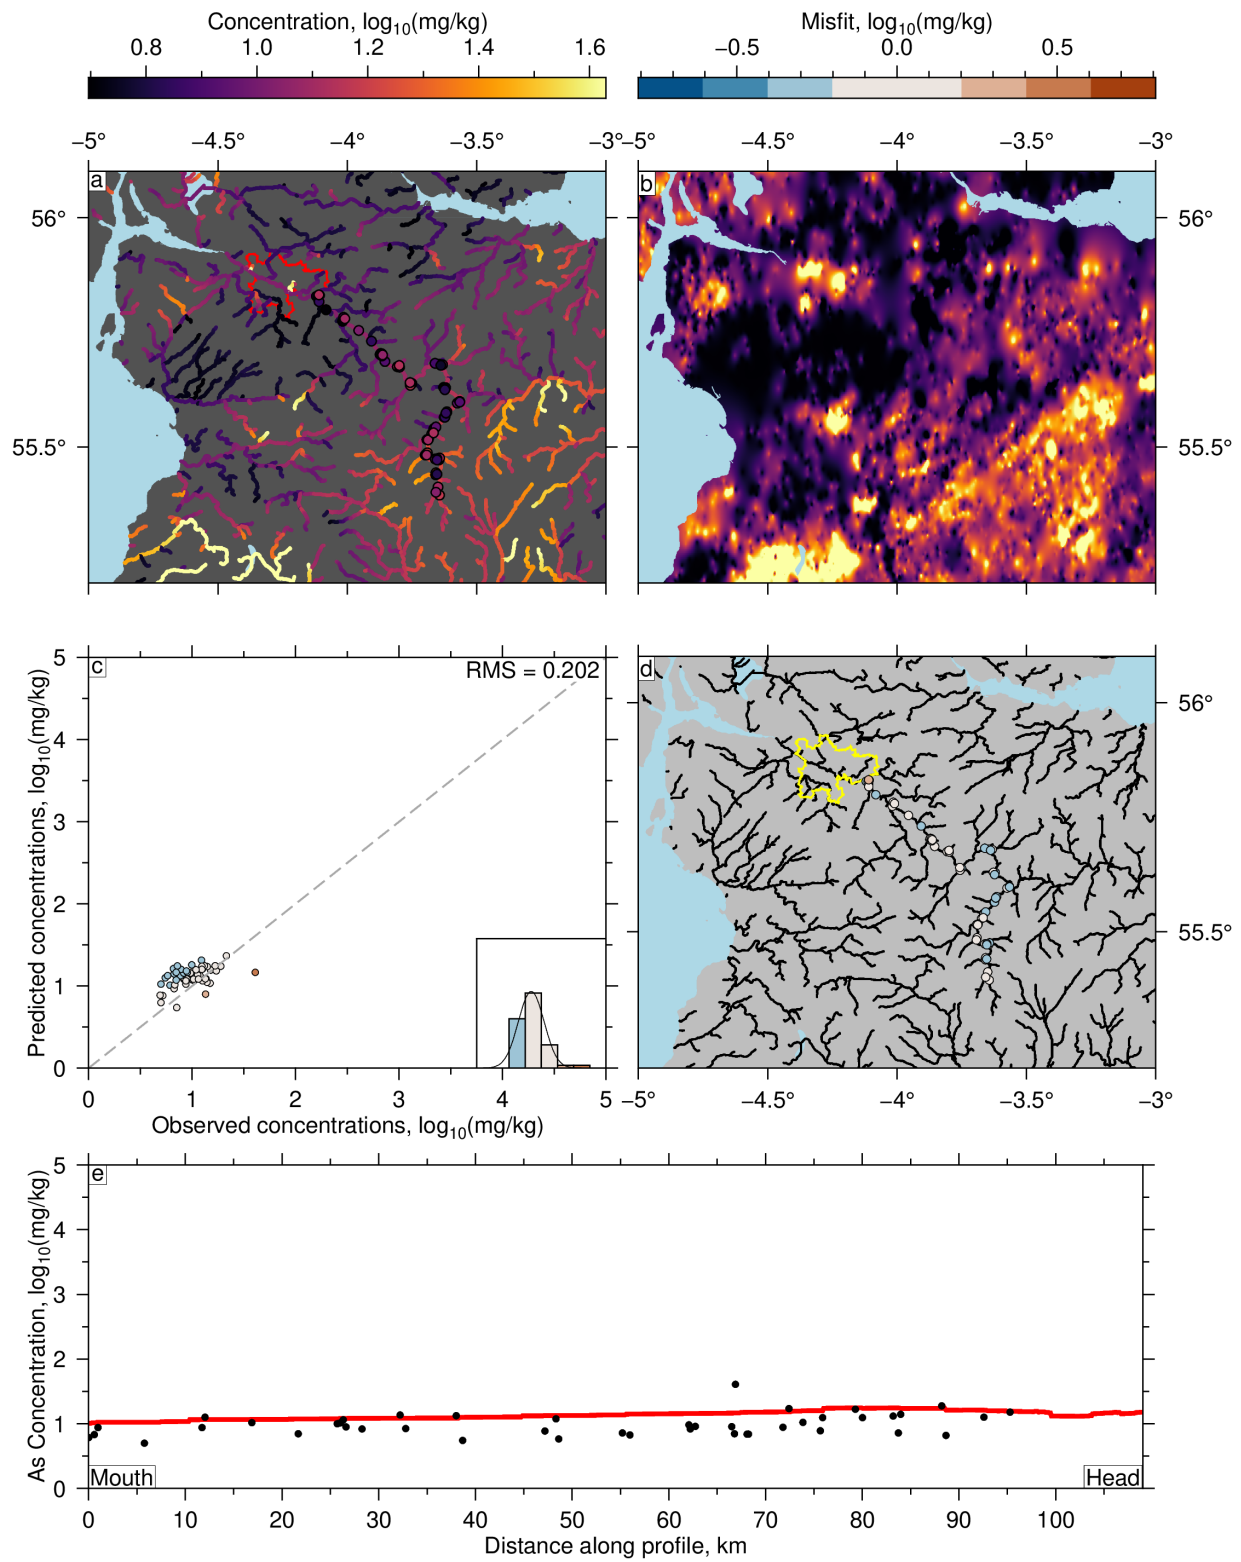 Concentration, log10(mg/kg)
Misfit, log10(mg/kg)
0.8 1.0 1.2 1.4 1.6
−0.5 0.0 0.5
−5° −4.5° −4° −3.5° −3°
−5° −4.5° −4° −3.5° −3°
a
b
56°
55.5°
56°
55.5°
c
RMS = 0.202
Predicted concentrations, log10(mg/kg)
5
4
3
2
1
0
0 1 2 3 4 5
Observed concentrations, log10(mg/kg)
d
56°
55.5°
−5° −4.5° −4° −3.5° −3°
e
As Concentration, log10(mg/kg)
5
4
3
2
1
0
Mouth
Head
0 10 20 30 40 50 60 70 80 90 100
Distance along profile, km